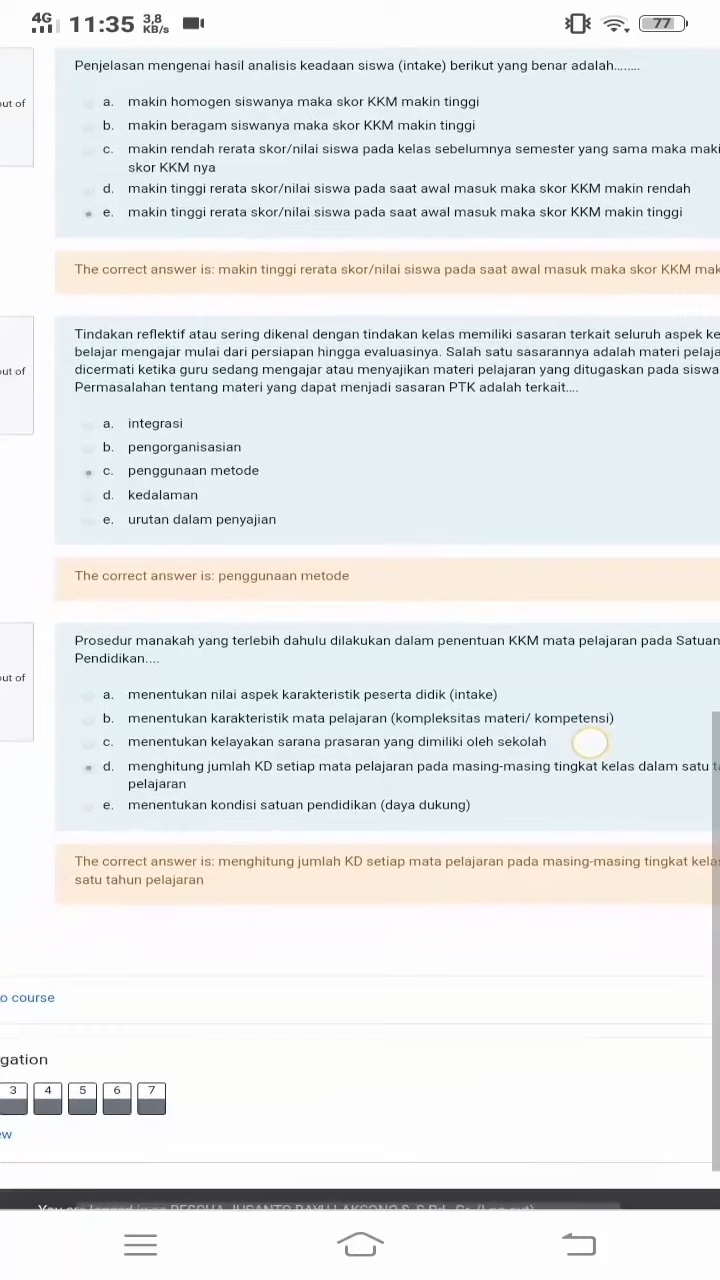 4G 11:35 3,8 KB/s 77
Penjelasan mengenai hasil analisis keadaan siswa (intake) berikut yang benar adalah........
out of
a. makin homogen siswanya maka skor KKM makin tinggi
b. makin beragam siswanya maka skor KKM makin tinggi
c. makin rendah rerata skor/nilai siswa pada kelas sebelumnya semester yang sama maka maki
skor KKM nya
d. makin tinggi rerata skor/nilai siswa pada saat awal masuk maka skor KKM makin rendah
e. makin tinggi rerata skor/nilai siswa pada saat awal masuk maka skor KKM makin tinggi
The correct answer is: makin tinggi rerata skor/nilai siswa pada saat awal masuk maka skor KKM mak
Tindakan reflektif atau sering dikenal dengan tindakan kelas memiliki sasaran terkait seluruh aspek ke
belajar mengajar mulai dari persiapan hingga evaluasinya. Salah satu sasarannya adalah materi pelaja
out of
dicermati ketika guru sedang mengajar atau menyajikan materi pelajaran yang ditugaskan pada siswa
Permasalahan tentang materi yang dapat menjadi sasaran PTK adalah terkait....
a. integrasi
b. pengorganisasian
c. penggunaan metode
d. kedalaman
e. urutan dalam penyajian
The correct answer is: penggunaan metode
Prosedur manakah yang terlebih dahulu dilakukan dalam penentuan KKM mata pelajaran pada Satuan
Pendidikan....
out of
a. menentukan nilai aspek karakteristik peserta didik (intake)
b. menentukan karakteristik mata pelajaran (kompleksitas materi/ kompetensi)
c. menentukan kelayakan sarana prasaran yang dimiliki oleh sekolah
d. menghitung jumlah KD setiap mata pelajaran pada masing-masing tingkat kelas dalam satu t
pelajaran
e. menentukan kondisi satuan pendidikan (daya dukung)
The correct answer is: menghitung jumlah KD setiap mata pelajaran pada masing-masing tingkat kela
satu tahun pelajaran
o course
gation
3 4 5 6 7
ew